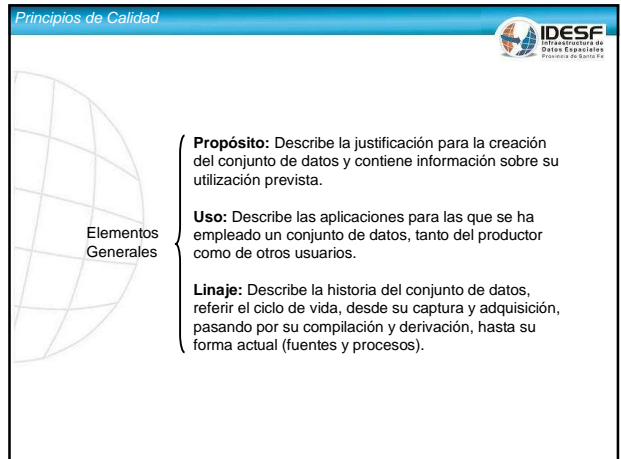 Principios de Calidad
IDESF
Infraestructura de
Datos Espaciales
Provincia de Santa Fe
Propósito: Describe la justificación para la creación
del conjunto de datos y contiene información sobre su
utilización prevista.
Uso: Describe las aplicaciones para las que se ha
empleado un conjunto de datos, tanto del productor
como de otros usuarios.
Elementos
Generales
Linaje: Describe la historia del conjunto de datos,
referir el ciclo de vida, desde su captura y adquisición,
pasando por su compilación y derivación, hasta su
forma actual (fuentes y procesos).